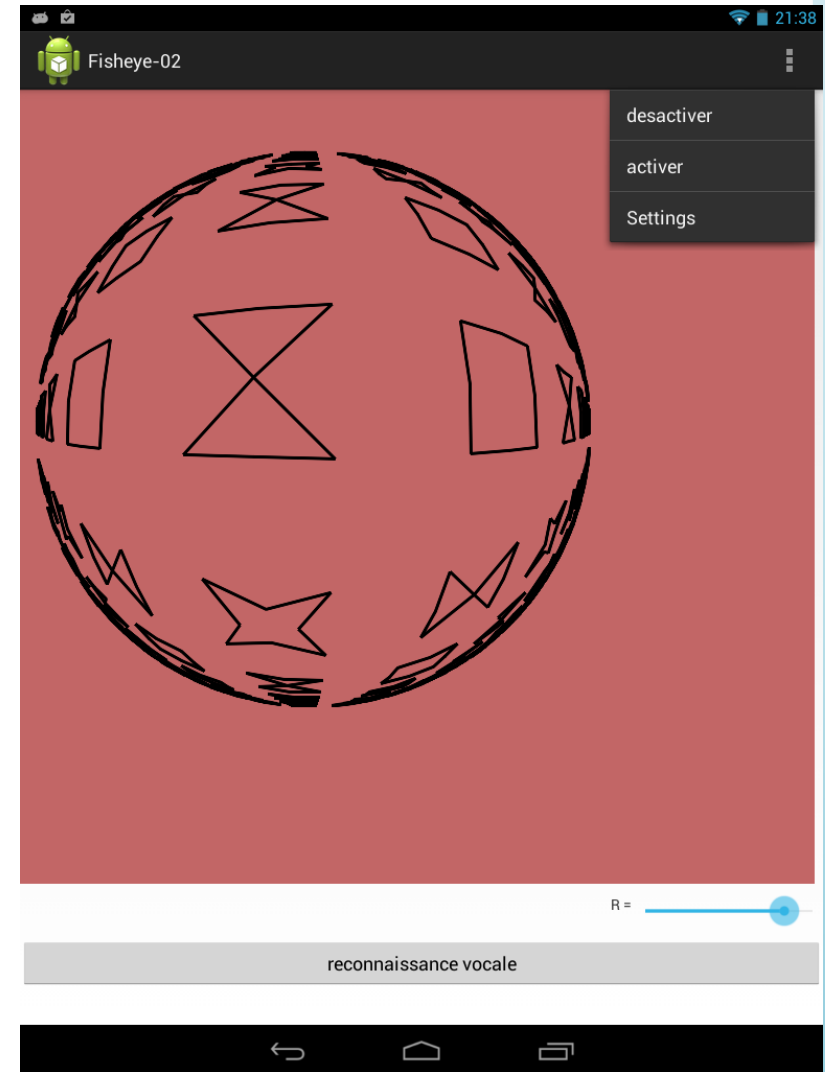 21:38
Fisheye-02
desactiver
activer
Settings
R =
reconnaissance vocale